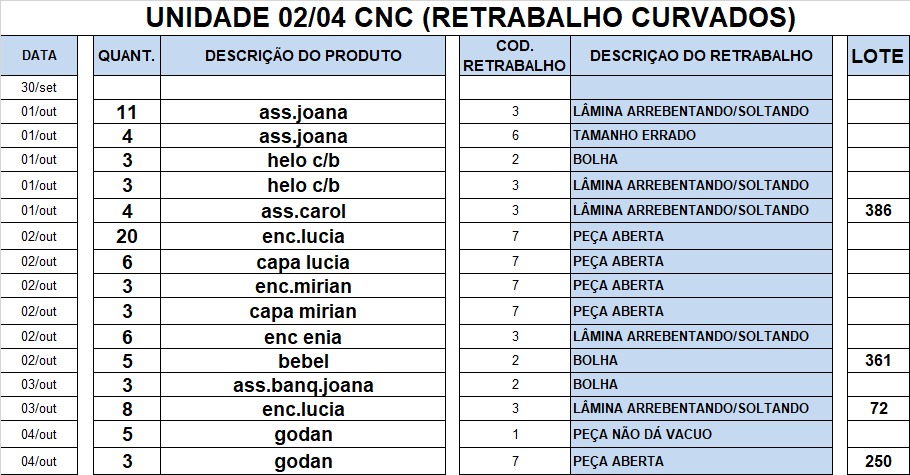 UNIDADE 02/04 CNC (RETRABALHO CURVADOS)
DATA QUANT. DESCRIÇÃO DO PRODUTO COD. RETRABALHO DESCRIÇAO DO RETRABALHO LOTE
30/set
01/out 11 ass.joana 3 LÂMINA ARREBENTANDO/SOLTANDO
01/out 4 ass.joana 6 TAMANHO ERRADO
01/out 3 helo c/b 2 BOLHA
01/out 3 helo c/b 3 LÂMINA ARREBENTANDO/SOLTANDO
01/out 4 ass.carol 3 LÂMINA ARREBENTANDO/SOLTANDO 386
02/out 20 enc.lucia 7 PEÇA ABERTA
02/out 6 capa lucia 7 PEÇA ABERTA
02/out 3 enc.mirian 7 PEÇA ABERTA
02/out 3 capa mirian 7 PEÇA ABERTA
02/out 6 enc enia 3 LÂMINA ARREBENTANDO/SOLTANDO
02/out 5 bebel 2 BOLHA 361
03/out 3 ass.banq.joana 2 BOLHA
03/out 8 enc.lucia 3 LÂMINA ARREBENTANDO/SOLTANDO 72
04/out 5 godan 1 PEÇA NÃO DÁ VACUO
04/out 3 godan 7 PEÇA ABERTA 250